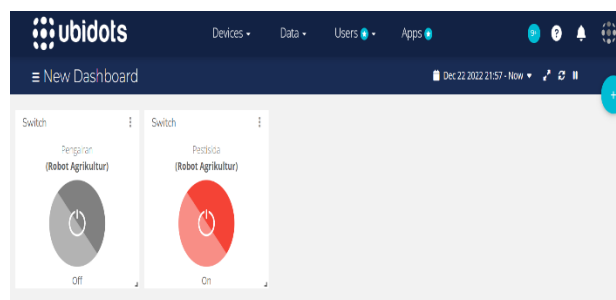 ubidots
Devices
Data
Users
Apps
?
New Dashboard
Dec 22 2022 21:57 - Now
+
Switch
Pengairan
(Robot Agrikultur)
Off
Switch
Pestisida
(Robot Agrikultur)
On